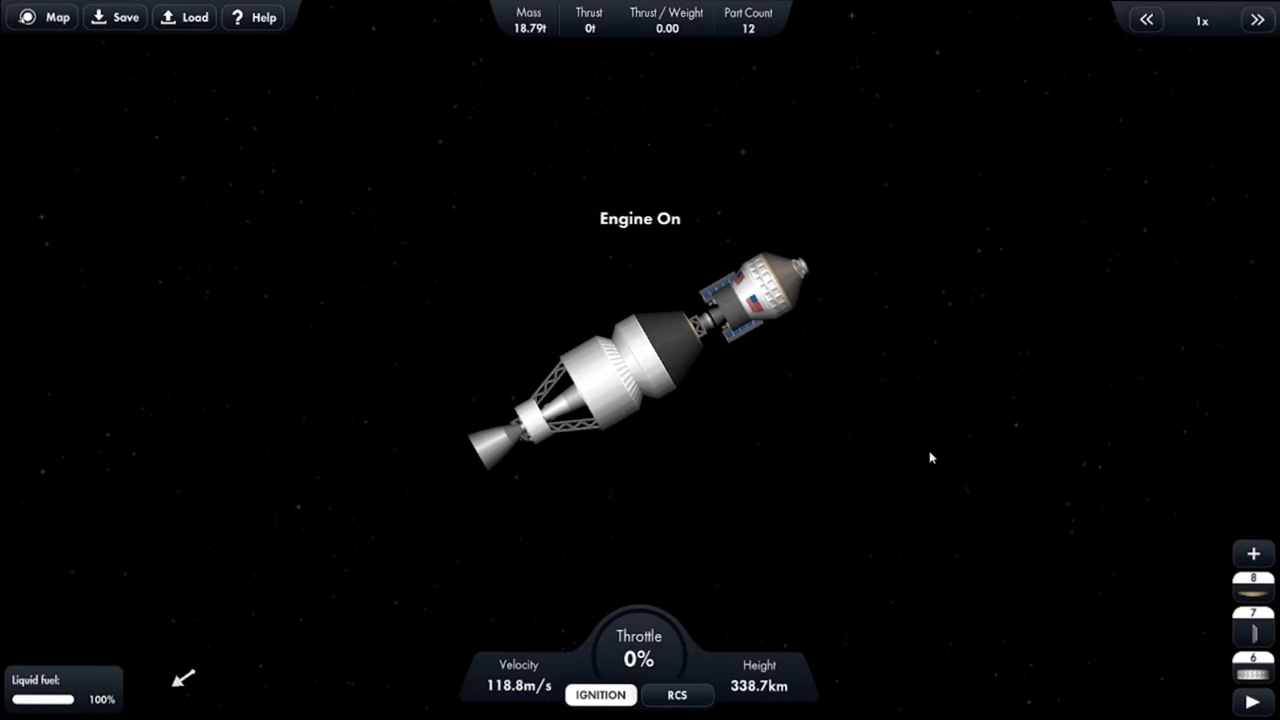 Map
Save
Load
? Help
Mass
18.79t
Thrust
0t
Thrust / Weight
0.00
Part Count
12
1x
Engine On
8
7
6
Throttle
0%
Velocity
118.8m/s
Height
338.7km
IGNITION
RCS
Liquid fuel:
100%